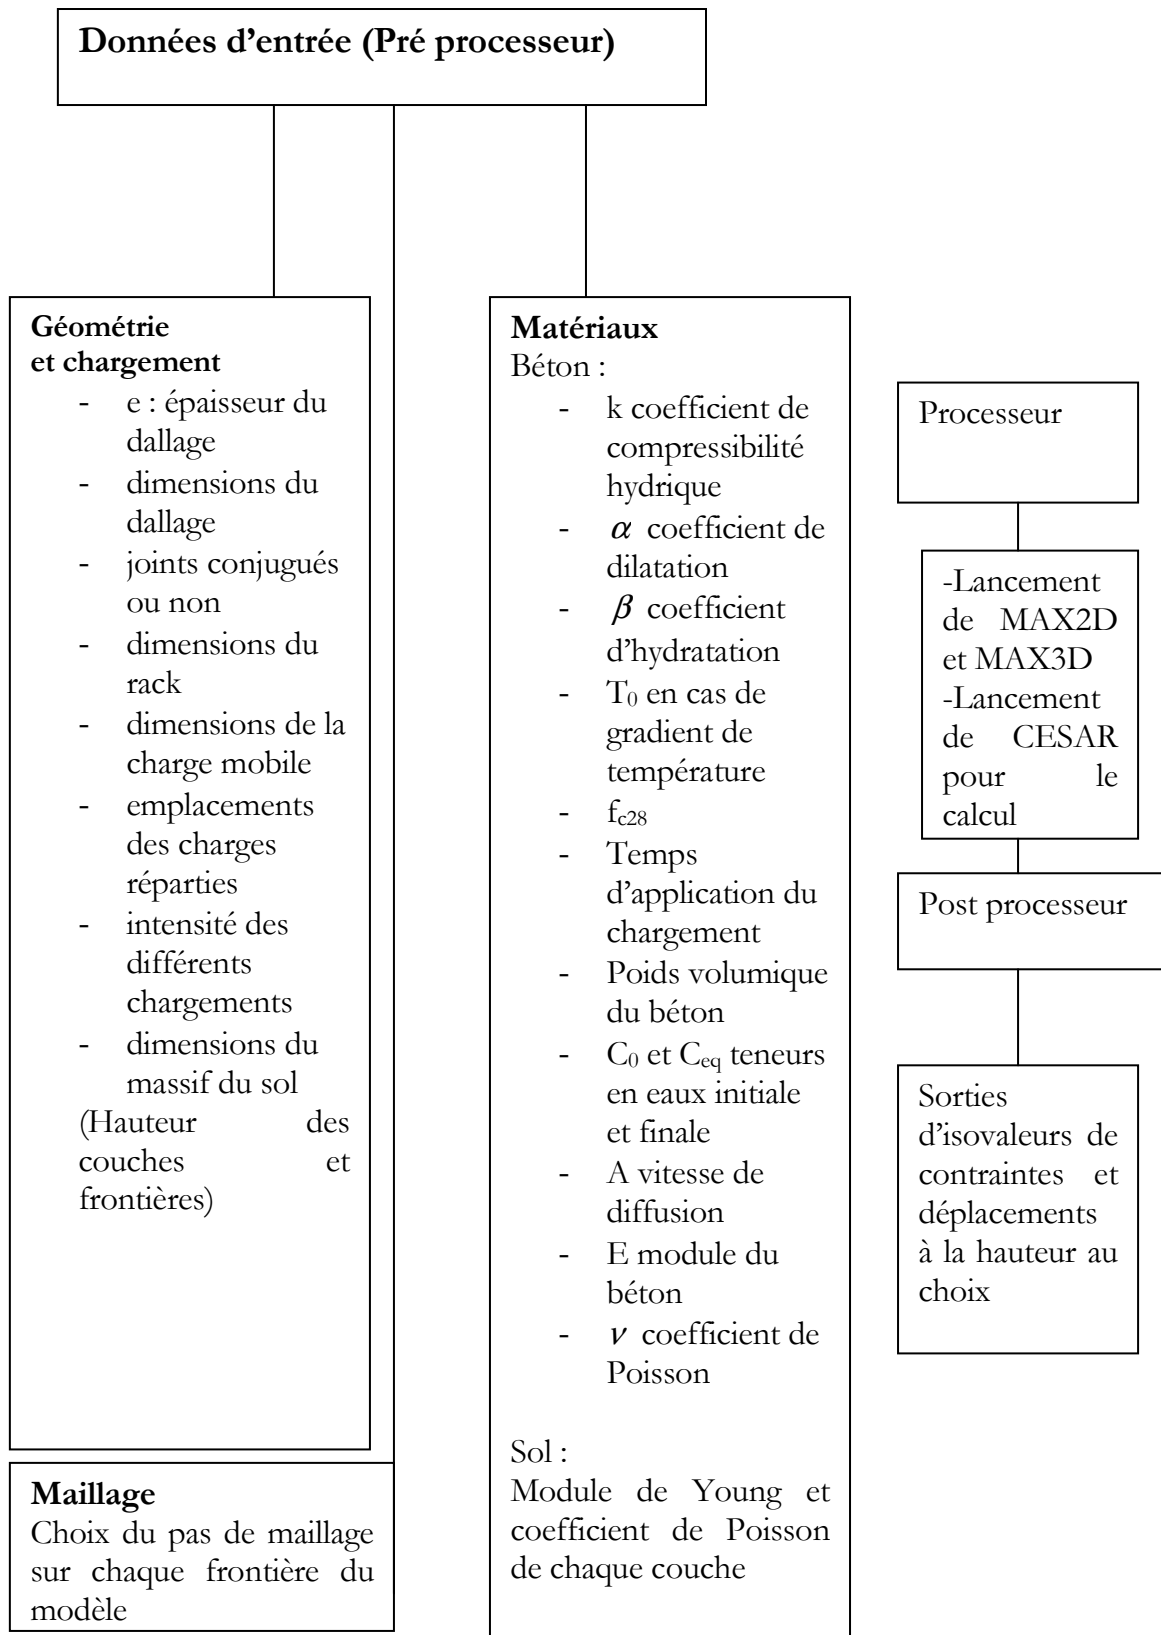 Données d’entrée (Pré processeur)
Géométrie
et chargement
- e : épaisseur du
dallage
- dimensions du
dallage
- joints conjugués
ou non
- dimensions du
rack
- dimensions de la
charge mobile
- emplacements
des charges
réparties
- intensité des
différents
chargements
- dimensions du
massif du sol
(Hauteur des
couches et
frontières)
Maillage
Choix du pas de maillage
sur chaque frontière du
modèle
Matériaux
Béton :
- k coefficient de
compressibilité
hydrique
- α coefficient de
dilatation
- β coefficient
d’hydratation
- T₀ en cas de
gradient de
température
- fc28
- Temps
d’application du
chargement
- Poids volumique
du béton
- C₀ et Ceq teneurs
en eaux initiale
et finale
- A vitesse de
diffusion
- E module du
béton
- ν coefficient de
Poisson
Sol :
Module de Young et
coefficient de Poisson
de chaque couche
Processeur
-Lancement
de MAX2D
et MAX3D
-Lancement
de CESAR
pour le
calcul
Post processeur
Sorties
d’isovaleurs de
contraintes et
déplacements
à la hauteur au
choix